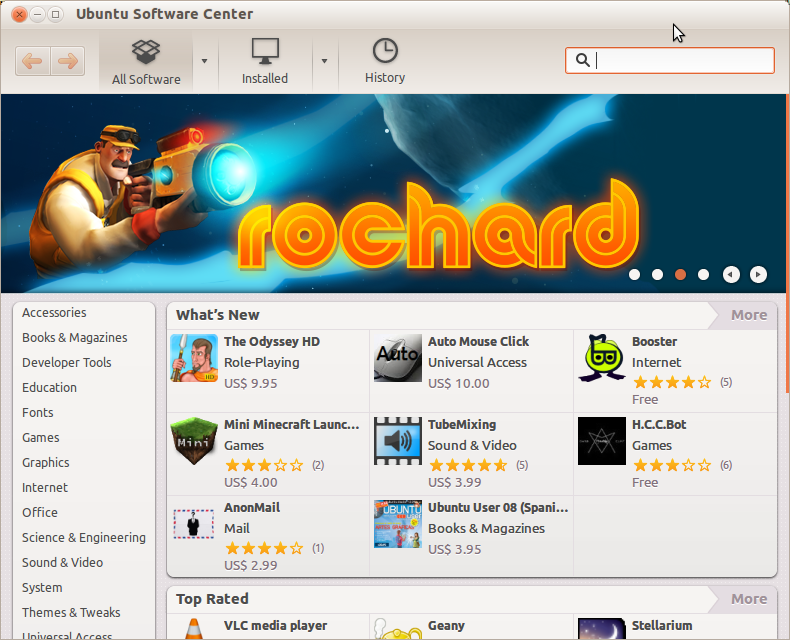 Ubuntu Software Center
All Software
Installed
History
rochard
Accessories
Books & Magazines
Developer Tools
Education
Fonts
Games
Graphics
Internet
Office
Science & Engineering
Sound & Video
System
Themes & Tweaks
Universal Access
What's New
More
The Odyssey HD
Role-Playing
US$ 9.95
HD
Auto Mouse Click
Universal Access
US$ 10.00
Auto
Booster
Internet
(5)
Free
Mini Minecraft Launc...
Games
(2)
US$ 4.00
Mini
TubeMixing
Sound & Video
(5)
US$ 3.99
H.C.C.Bot
Games
(6)
Free
AnonMail
Mail
(1)
US$ 2.99
Ubuntu User 08 (Spani...
Books & Magazines
US$ 3.95
UBUNTU
Top Rated
More
VLC media player
Geany
Stellarium